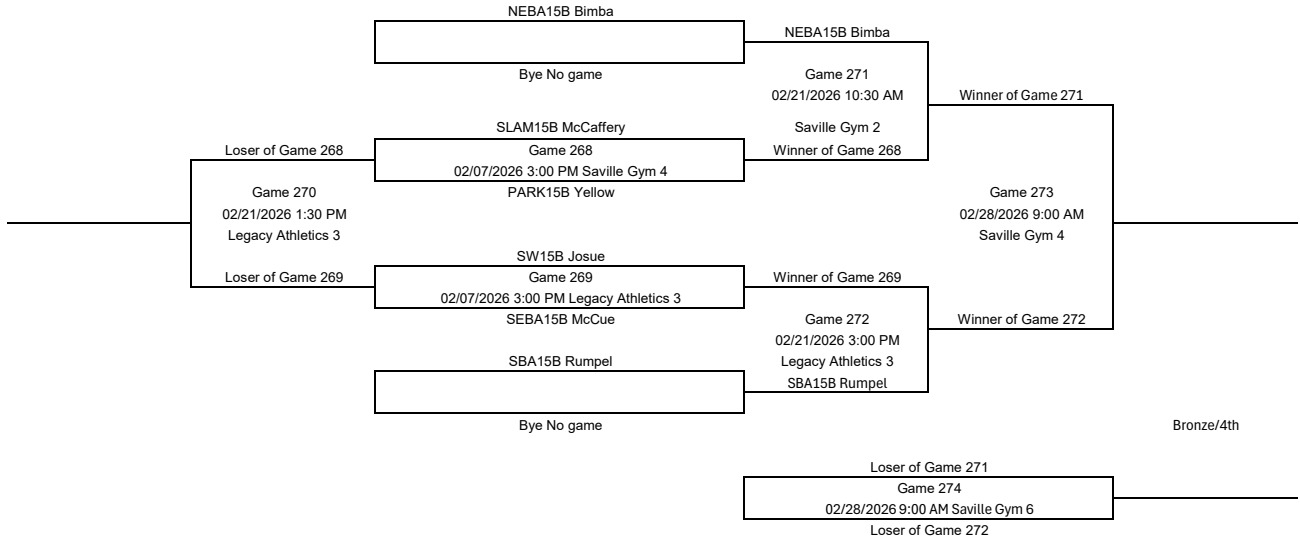 NEBA15B Bimba
NEBA15B Bimba
Bye No game
Game 271
02/21/2026 10:30 AM
Winner of Game 271
SLAM15B McCaffery
Saville Gym 2
Loser of Game 268
Game 268
Winner of Game 268
02/07/2026 3:00 PM Saville Gym 4
Game 270
PARK15B Yellow
Game 273
02/21/2026 1:30 PM
02/28/2026 9:00 AM
Legacy Athletics 3
Saville Gym 4
SW15B Josue
Loser of Game 269
Game 269
Winner of Game 269
02/07/2026 3:00 PM Legacy Athletics 3
SEBA15B McCue
Game 272
Winner of Game 272
02/21/2026 3:00 PM
SBA15B Rumpel
Legacy Athletics 3
SBA15B Rumpel
Bye No game
Bronze/4th
Loser of Game 271
Game 274
02/28/2026 9:00 AM Saville Gym 6
Loser of Game 272